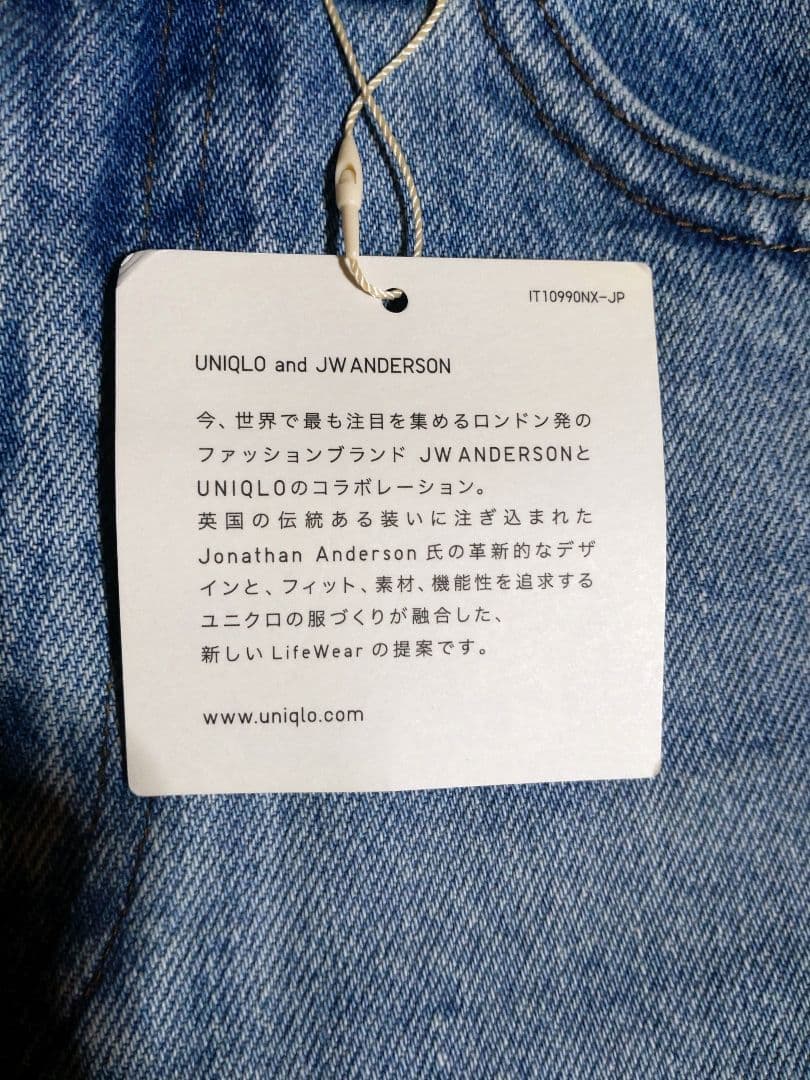 IT10990NX-JP
UNIQLO and JW ANDERSON
今、世界で最も注目を集めるロンドン発の
ファッションブランド JW ANDERSONと
UNIQLOのコラボレーション。
英国の伝統ある装いに注ぎ込まれた
Jonathan Anderson 氏の革新的なデザ
インと、フィット、素材、機能性を追求する
ユニクロの服づくりが融合した、
新しい LifeWear の提案です。
www.uniqlo.com